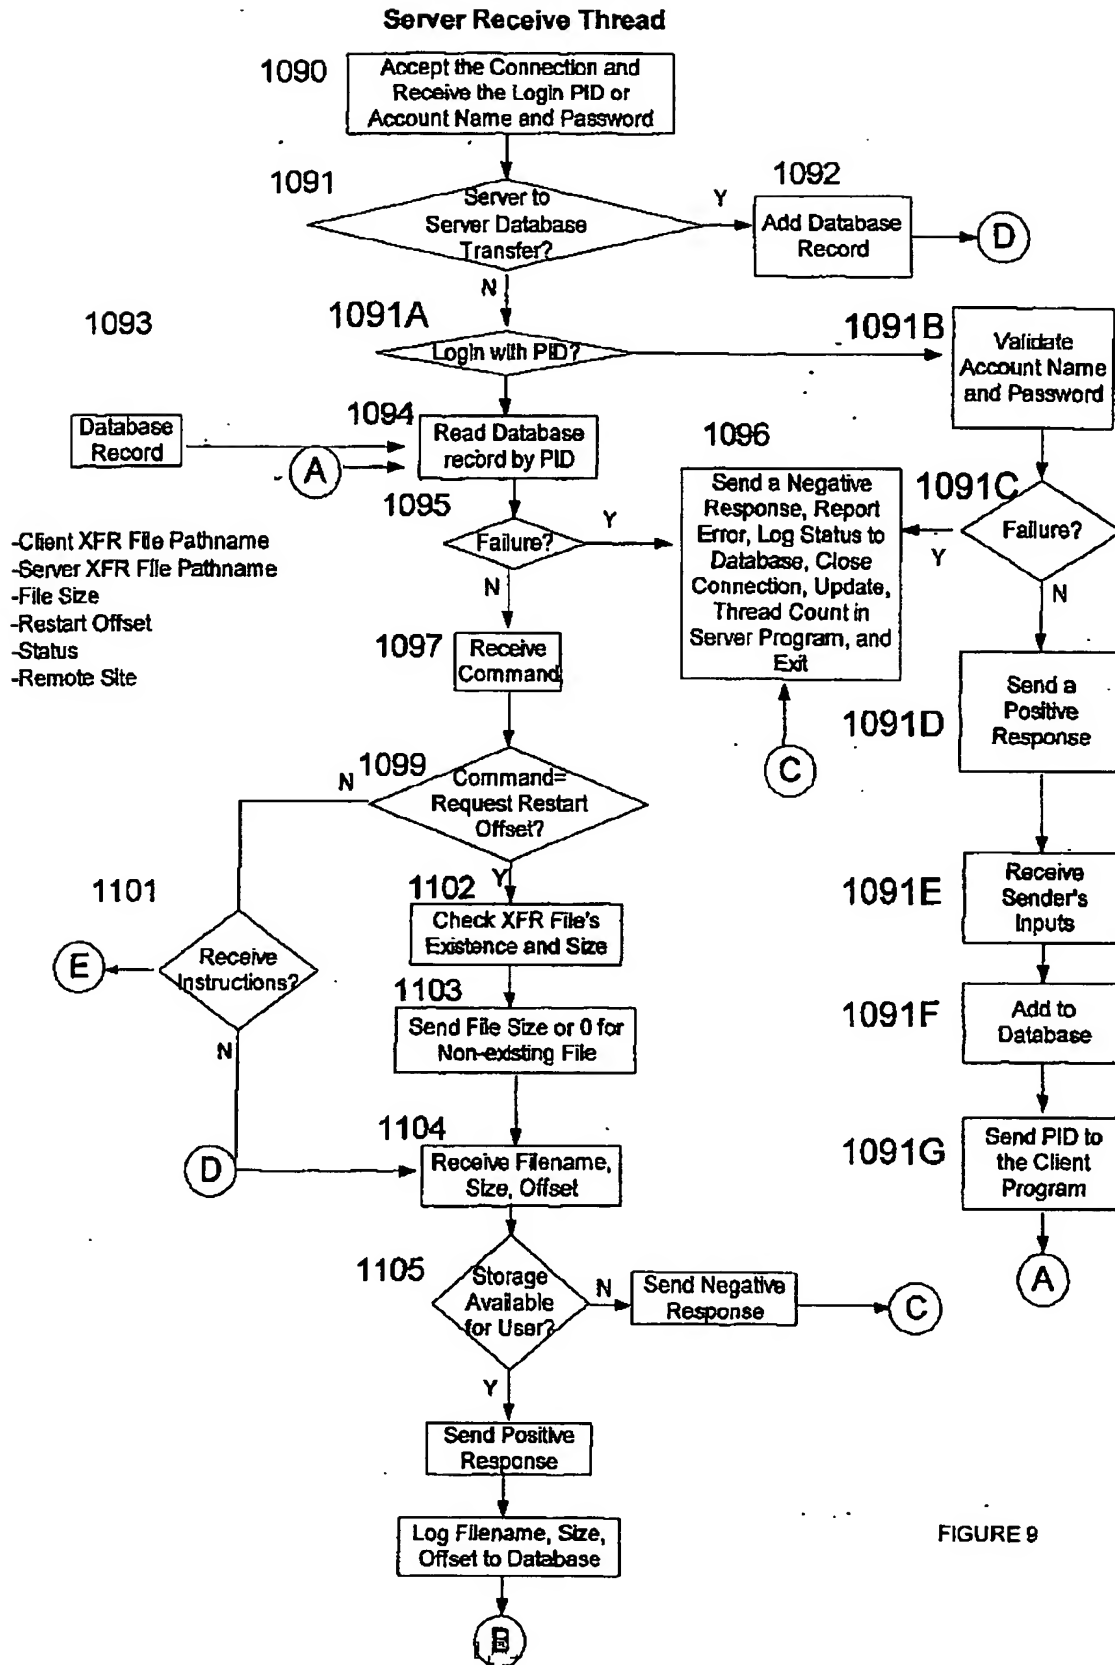 Server Receive Thread
1090
Accept the Connection and
Receive the Login PID or
Account Name and Password
1091
Server to
Server Database
Transfer?
Y
1092
Add Database
Record
D
N
1091A
Login with PID?
1091B
Validate
Account Name
and Password
1093
Database
Record
A
1094
Read Database
record by PID
1095
Failure?
Y
N
1096
Send a Negative
Response, Report
Error, Log Status to
Database, Close
Connection, Update,
Thread Count in
Server Program, and
Exit
C
1091C
Failure?
Y
N
-Client XFR File Pathname
-Server XFR File Pathname
-File Size
-Restart Offset
-Status
-Remote Site
1097
Receive
Command
1091D
Send a
Positive
Response
1099
Command=
Request Restart
Offset?
N
Y
1101
Receive
Instructions?
E
N
D
1102
Check XFR File's
Existence and Size
1103
Send File Size or 0 for
Non-existing File
1104
Receive Filename,
Size, Offset
1091E
Receive
Sender's
Inputs
1091F
Add to
Database
1091G
Send PID to
the Client
Program
A
1105
Storage
Available
for User?
N
Send Negative
Response
C
Y
Send Positive
Response
Log Filename, Size,
Offset to Database
B
FIGURE 9